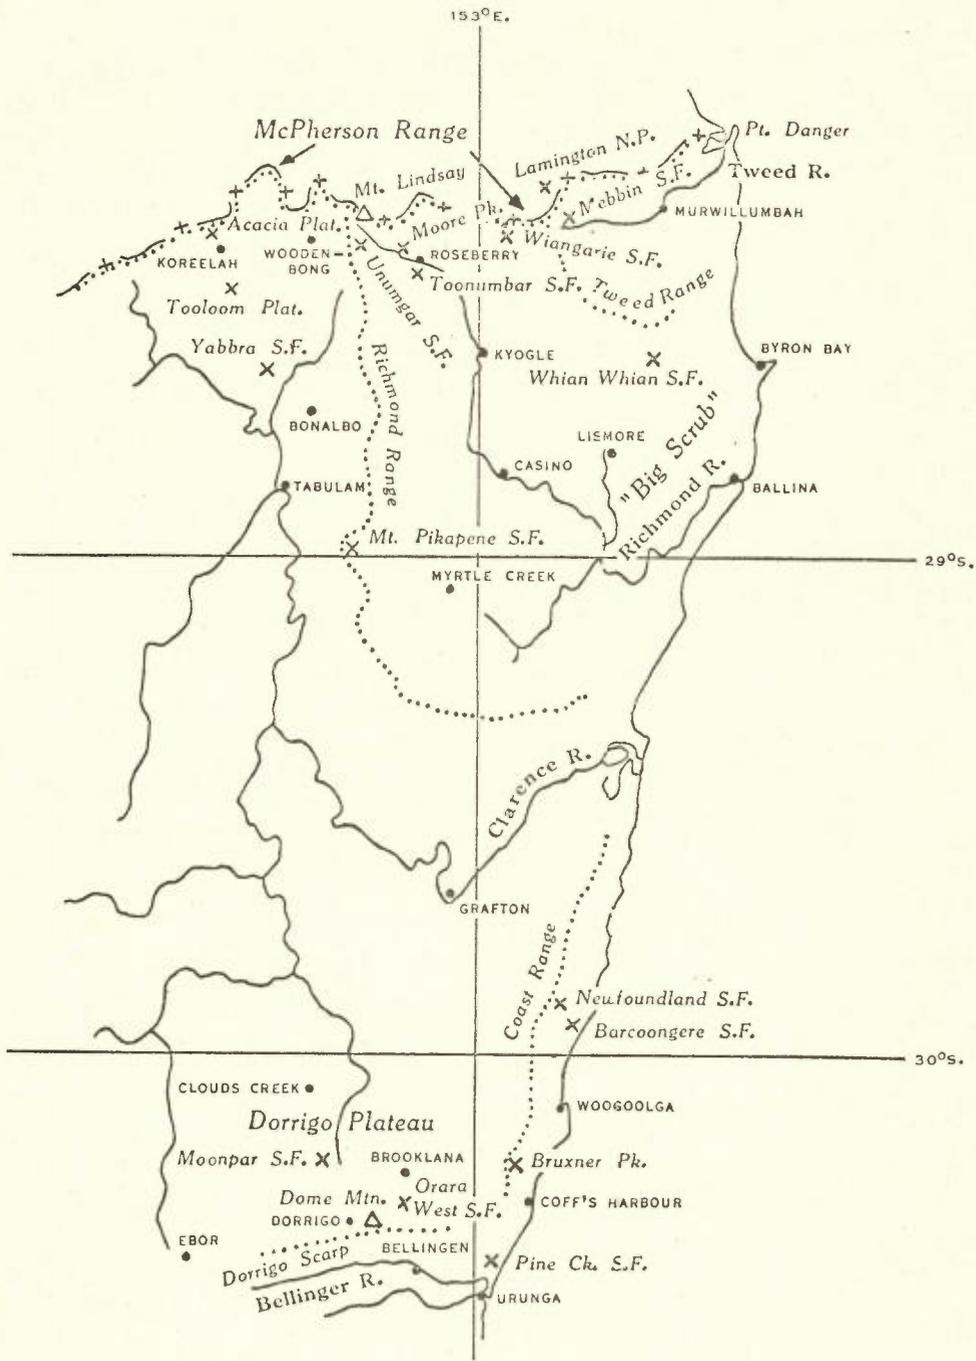 153°E.
McPherson Range
Pt. Danger
Lamington N.P.
Tweed R.
Mt. Lindsay
Mebbin S.F.
MURWILLUMBAH
Moore Pk.
Acacia Plat.
Wiangarie S.F.
KOREELAH
WOODEN-
BONG
ROSEBERRY
Unumgar S.F.
Toonumbar S.F.
Tweed Range
Tooloom Plat.
Yabbra S.F.
Richmond Range
KYOGLE
BYRON BAY
Whian Whian S.F.
BONALBO
LISMORE
"Big Scrub"
CASINO
Richmond R.
TABULAM
BALLINA
Mt. Pikapene S.F.
29°S.
MYRTLE CREEK
Clarence R.
GRAFTON
Coast Range
Newfoundland S.F.
Barcoongere S.F.
30°S.
CLOUDS CREEK
WOOGOOLGA
Dorrigo Plateau
Moonpar S.F.
BROOKLANA
Bruxner Pk.
Orara
West S.F.
Dome Mtn.
COFF'S HARBOUR
DORRIGO
EBOR
BELLINGEN
Dorrigo Scarp
Pine Ck. S.F.
Bellinger R.
URUNGA